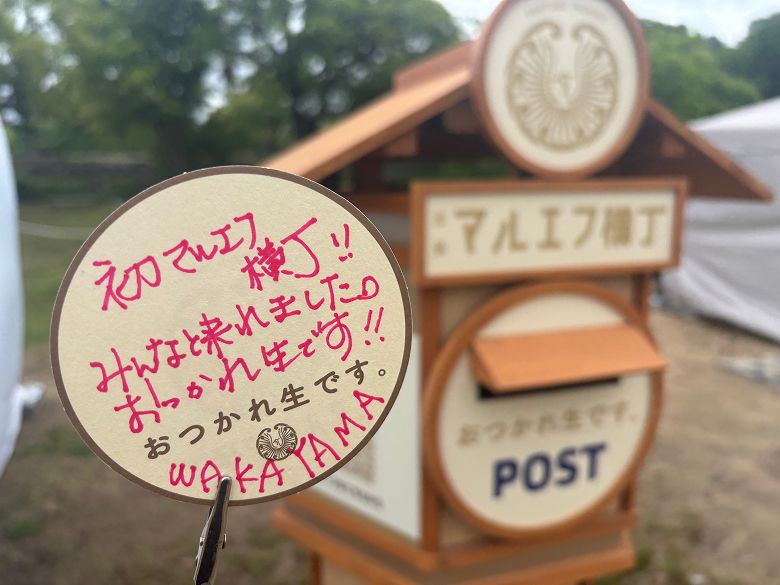 初マルエフ
横丁!!
みんなと来れました♪
おつかれ生です!!
おつかれ生です。
WAKAYAMA
マルエフ横丁
おつかれ生です。
POST